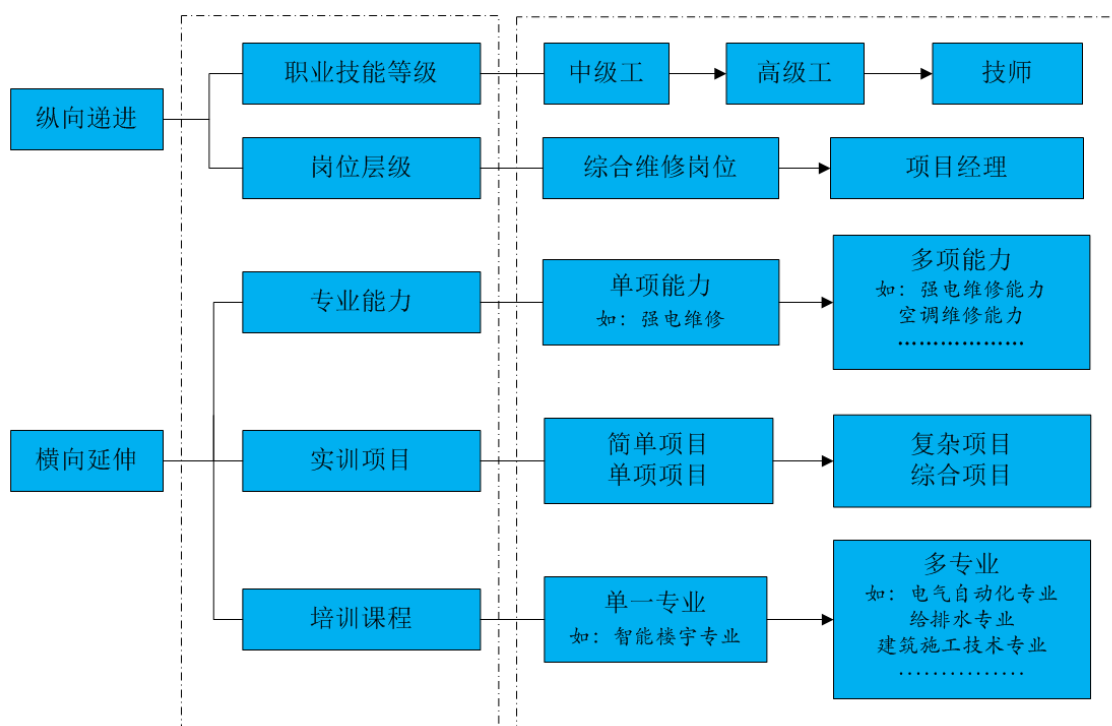 纵向递进
职业技能等级
中级工
高级工
技师
岗位层级
综合维修岗位
项目经理
横向延伸
专业能力
单项能力
如：强电维修
多项能力
如：强电维修能力
空调维修能力
………………
实训项目
简单项目
单项项目
复杂项目
综合项目
培训课程
单一专业
如：智能楼宇专业
多专业
如：电气自动化专业
给排水专业
建筑施工技术专业
……………